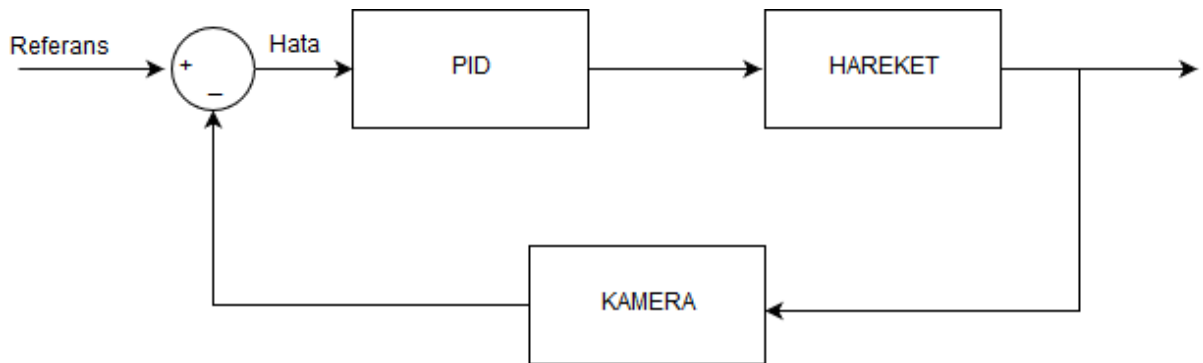 Referans
Hata
+
−
PID
HAREKET
KAMERA